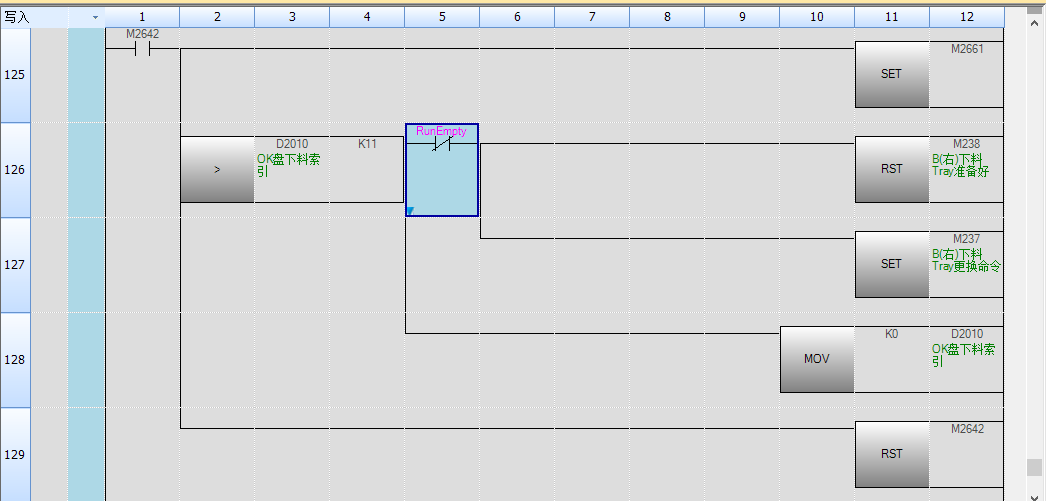 写入 1 2 3 4 5 6 7 8 9 10 11 12
M2642
125 SET M2661
126 > D2010 K11 RunEmpty RST M238
OK盘下料索
引
B(右)下料
Tray准备好
127 SET M237
B(右)下料
Tray更换命令
128 MOV K0 D2010
OK盘下料索
引
129 RST M2642